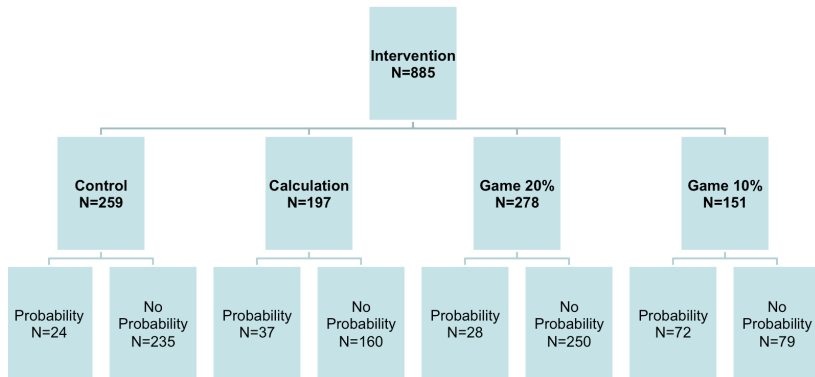 Intervention
N=885
Control
N=259
Calculation
N=197
Game 20%
N=278
Game 10%
N=151
Probability
N=24
No
Probability
N=235
Probability
N=37
No
Probability
N=160
Probability
N=28
No
Probability
N=250
Probability
N=72
No
Probability
N=79